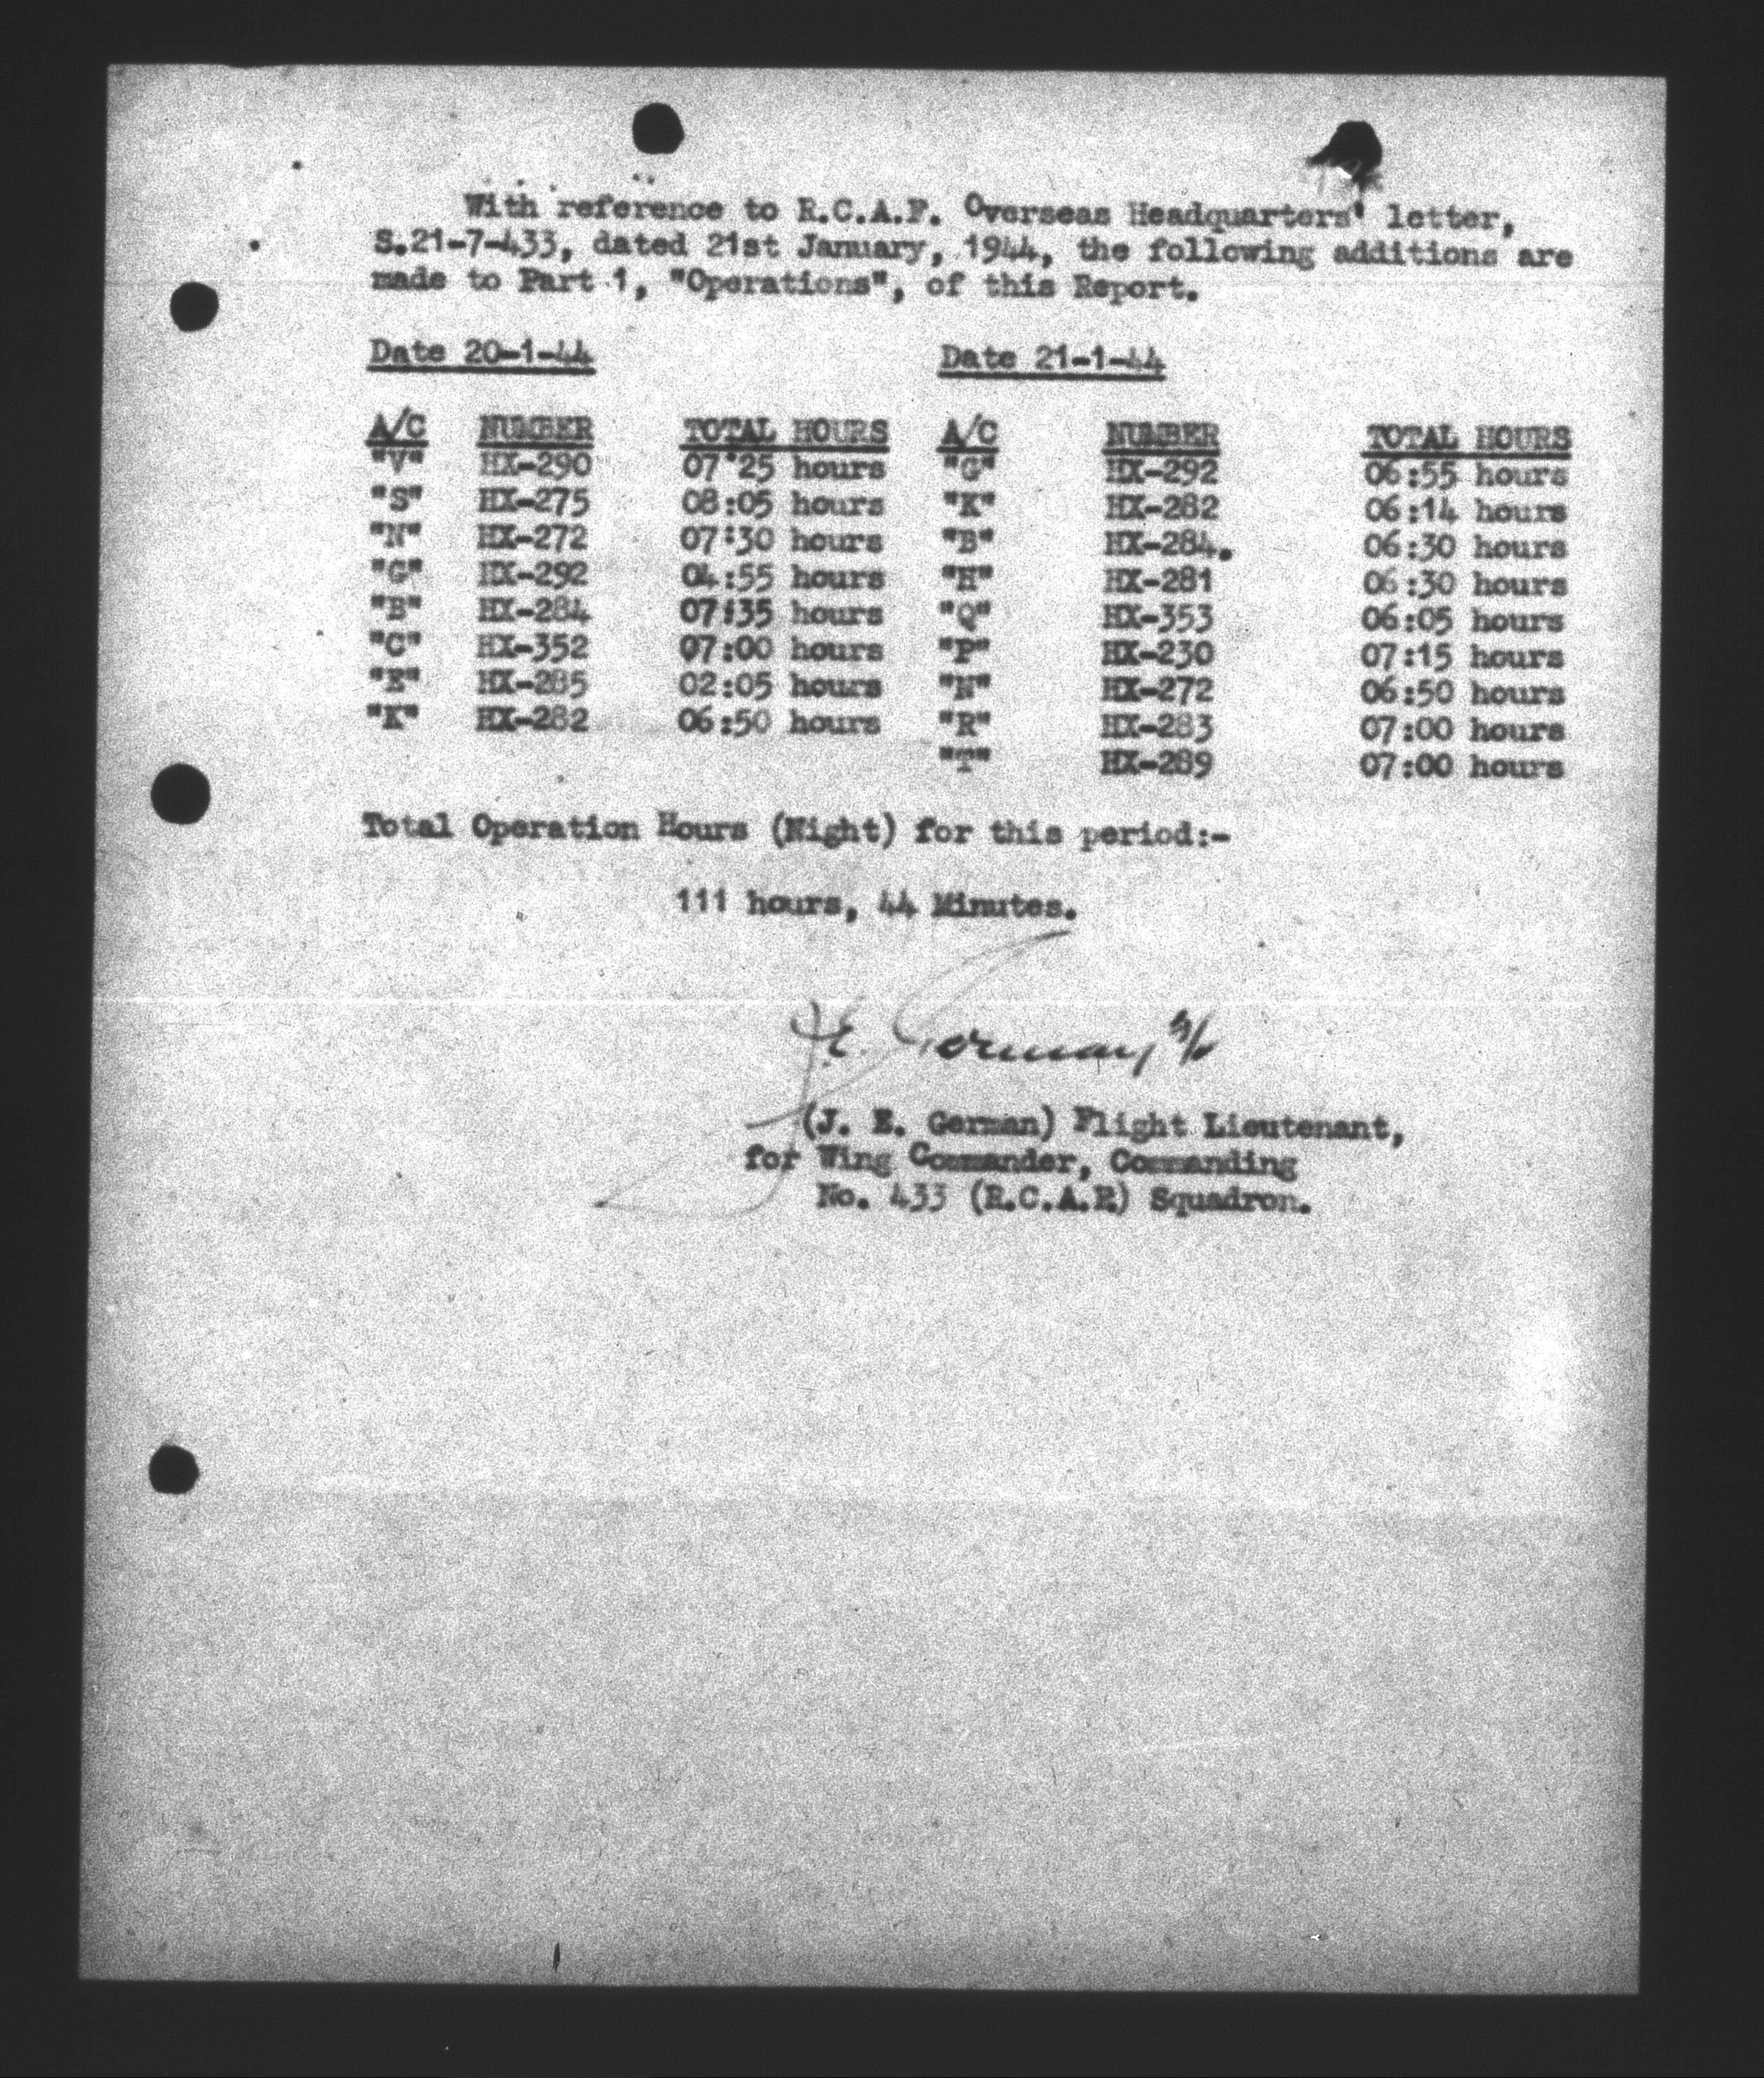 With reference to R.C.A.F. Overseas Headquarters' letter,
S.21-7-433, dated 21st January, 1944, the following additions are
made to Part 1, "Operations", of this Report.
Date 20-1-44 Date 21-1-44
A/C NUMBER TOTAL HOURS A/C NUMBER TOTAL HOURS
"V" HX-290 07:25 hours "G" HX-292 06:55 hours
"S" HX-275 08:05 hours "K" HX-282 06:14 hours
"N" HX-272 07:30 hours "B" HX-284. 06:30 hours
"G" HX-292 04:55 hours "H" HX-281 06:30 hours
"B" HX-284 07:35 hours "Q" HX-353 06:05 hours
"C" HX-352 07:00 hours "P" HX-230 07:15 hours
"E" HX-285 02:05 hours "N" HX-272 06:50 hours
"K" HX-282 06:50 hours "R" HX-283 07:00 hours
"T" HX-289 07:00 hours
Total Operation Hours (Night) for this period:-
111 hours, 44 Minutes.
J.E. German F/L
(J. E. German) Flight Lieutenant,
for Wing Commander, Commanding
No. 433 (R.C.A.F.) Squadron.